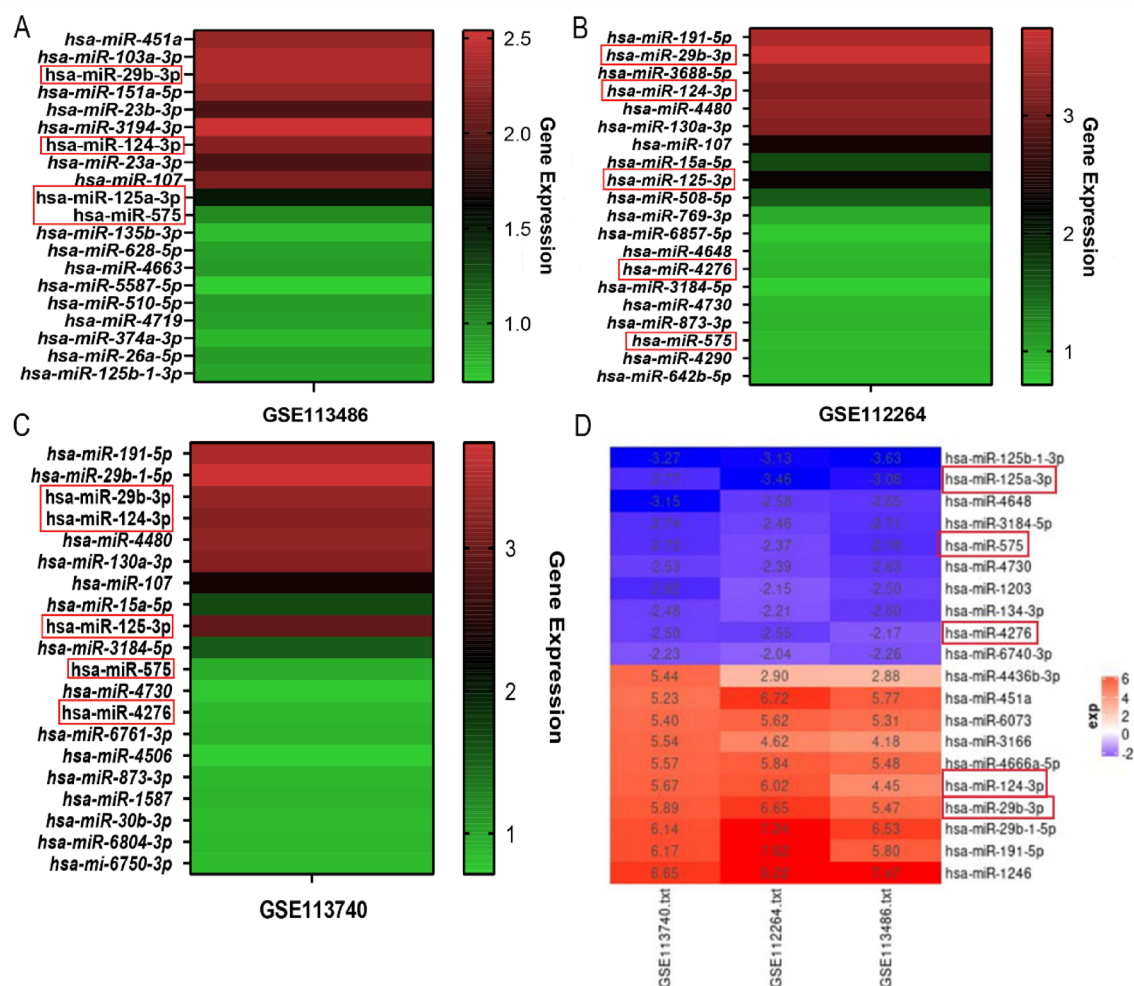 A
hsa-miR-451a
hsa-miR-103a-3p
hsa-miR-29b-3p
hsa-miR-151a-5p
hsa-miR-23b-3p
hsa-miR-3194-3p
hsa-miR-124-3p
hsa-miR-23a-3p
hsa-miR-107
hsa-miR-125a-3p
hsa-miR-575
hsa-miR-135b-3p
hsa-miR-628-5p
hsa-miR-4663
hsa-miR-5587-5p
hsa-miR-510-5p
hsa-miR-4719
hsa-miR-374a-3p
hsa-miR-26a-5p
hsa-miR-125b-1-3p
GSE113486
2.5
2.0
1.5
1.0
Gene Expression
B
hsa-miR-191-5p
hsa-miR-29b-3p
hsa-miR-3688-5p
hsa-miR-124-3p
hsa-miR-4480
hsa-miR-130a-3p
hsa-miR-107
hsa-miR-15a-5p
hsa-miR-125-3p
hsa-miR-508-5p
hsa-miR-769-3p
hsa-miR-6857-5p
hsa-miR-4648
hsa-miR-4276
hsa-miR-3184-5p
hsa-miR-4730
hsa-miR-873-3p
hsa-miR-575
hsa-miR-4290
hsa-miR-642b-5p
GSE112264
3
2
1
Gene Expression
C
hsa-miR-191-5p
hsa-miR-29b-1-5p
hsa-miR-29b-3p
hsa-miR-124-3p
hsa-miR-4480
hsa-miR-130a-3p
hsa-miR-107
hsa-miR-15a-5p
hsa-miR-125-3p
hsa-miR-3184-5p
hsa-miR-575
hsa-miR-4730
hsa-miR-4276
hsa-miR-6761-3p
hsa-miR-4506
hsa-miR-873-3p
hsa-miR-1587
hsa-miR-30b-3p
hsa-miR-6804-3p
hsa-mi-6750-3p
GSE113740
3
2
1
Gene Expression
D
-3.27 -3.13 -3.63 hsa-miR-125b-1-3p
-3.46 -3.06 hsa-miR-125a-3p
-3.15 -2.58 hsa-miR-4648
-2.74 -2.46 hsa-miR-3184-5p
-2.37 hsa-miR-575
-2.53 -2.39 -2.63 hsa-miR-4730
-2.15 -2.50 hsa-miR-1203
-2.48 -2.21 -2.60 hsa-miR-134-3p
-2.50 -2.55 -2.17 hsa-miR-4276
-2.23 -2.04 -2.26 hsa-miR-6740-3p
5.44 2.90 2.88 hsa-miR-4436b-3p
5.23 6.72 5.77 hsa-miR-451a
5.40 5.62 5.31 hsa-miR-6073
5.54 4.62 4.18 hsa-miR-3166
5.57 5.84 5.48 hsa-miR-4666a-5p
5.67 6.02 4.45 hsa-miR-124-3p
5.89 6.65 5.47 hsa-miR-29b-3p
6.14 6.53 hsa-miR-29b-1-5p
6.17 5.80 hsa-miR-191-5p
6.65 7.47 hsa-miR-1246
GSE113740.txt
GSE112264.txt
GSE113486.txt
exp
6
4
2
0
-2